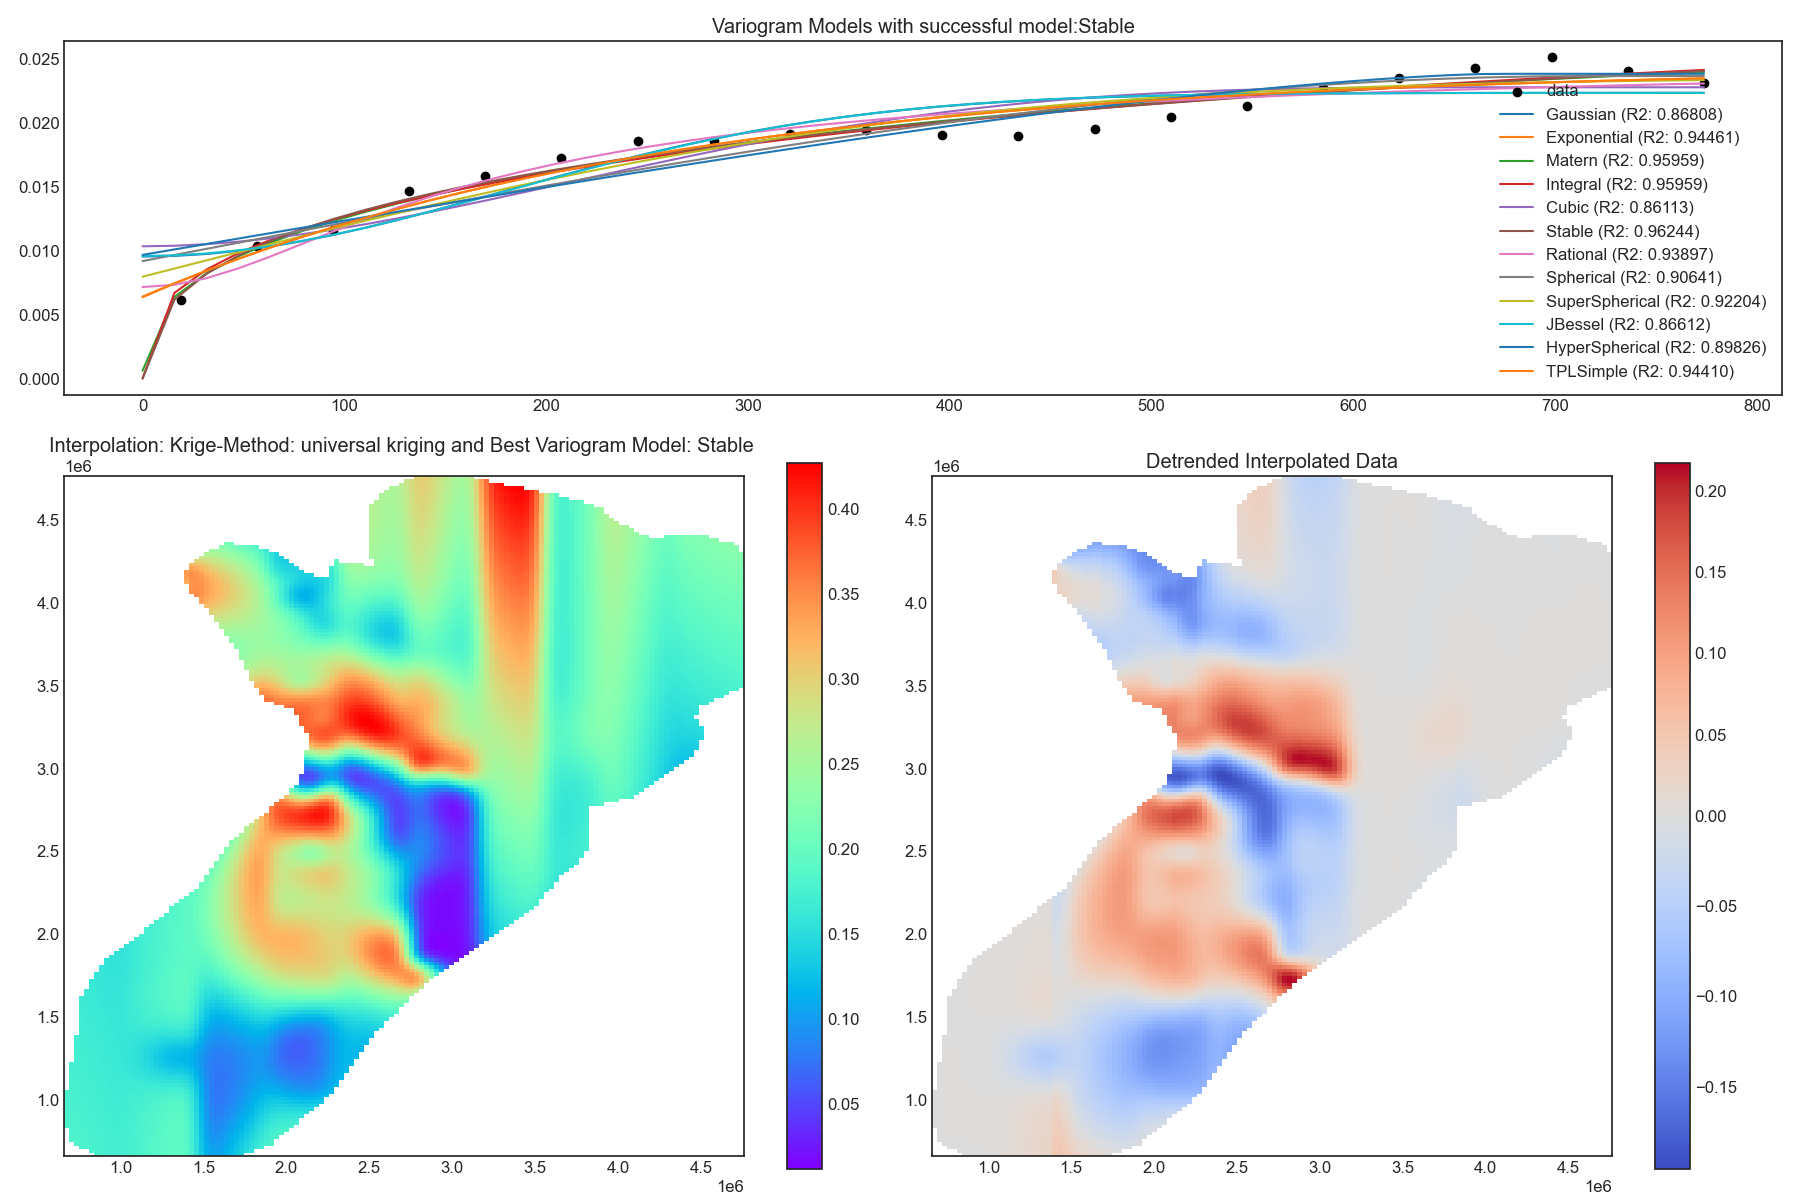 Variogram Models with successful model:Stable
0.025
0.020
0.015
0.010
0.005
0.000
data
Gaussian (R2: 0.86808)
Exponential (R2: 0.94461)
Matern (R2: 0.95959)
Integral (R2: 0.95959)
Cubic (R2: 0.86113)
Stable (R2: 0.96244)
Rational (R2: 0.93897)
Spherical (R2: 0.90641)
SuperSpherical (R2: 0.92204)
JBessel (R2: 0.86612)
HyperSpherical (R2: 0.89826)
TPLSimple (R2: 0.94410)
0 100 200 300 400 500 600 700 800
Interpolation: Krige-Method: universal kriging and Best Variogram Model: Stable
1e6
4.5
4.0
3.5
3.0
2.5
2.0
1.5
1.0
1.0 1.5 2.0 2.5 3.0 3.5 4.0 4.5
1e6
0.40
0.35
0.30
0.25
0.20
0.15
0.10
0.05
Detrended Interpolated Data
1e6
4.5
4.0
3.5
3.0
2.5
2.0
1.5
1.0
1.0 1.5 2.0 2.5 3.0 3.5 4.0 4.5
1e6
0.20
0.15
0.10
0.05
0.00
−0.05
−0.10
−0.15